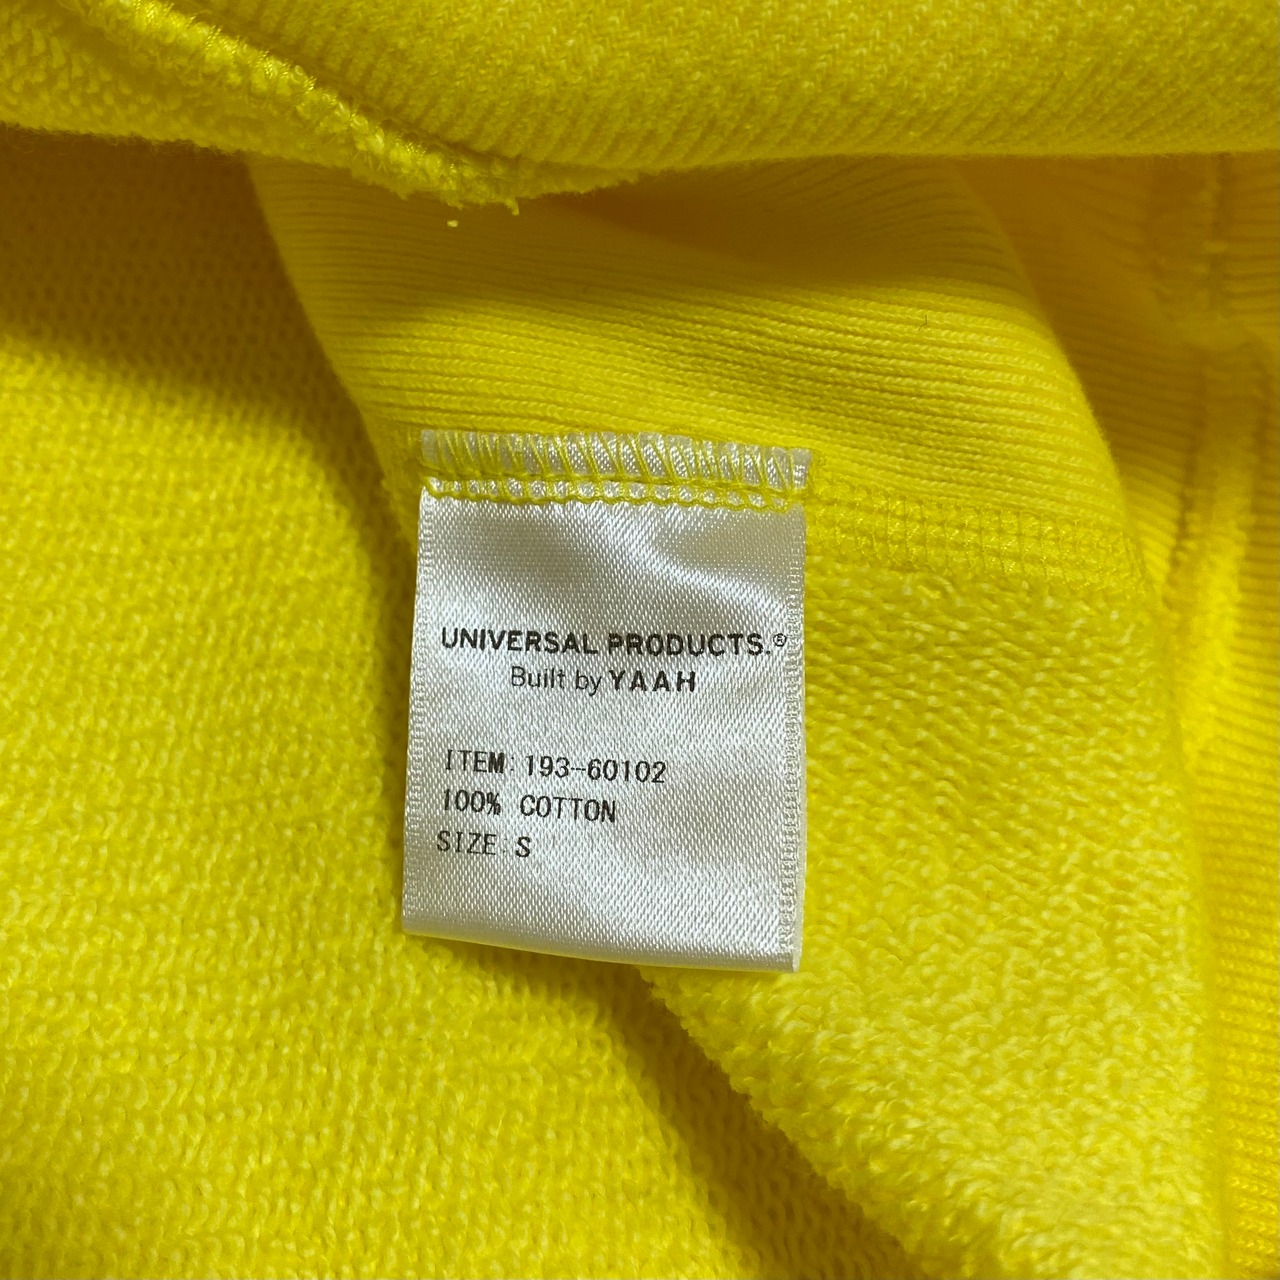 UNIVERSAL PRODUCTS.®
Built by YAAH
ITEM: 193-60102
100% COTTON
SIZE: S